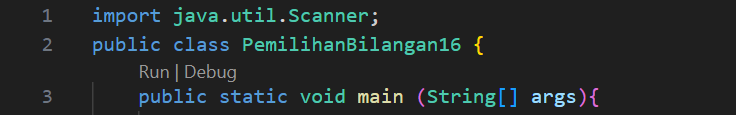 1 import java.util.Scanner;
2 public class PemilihanBilangan16 {
Run | Debug
3 public static void main (String[] args){